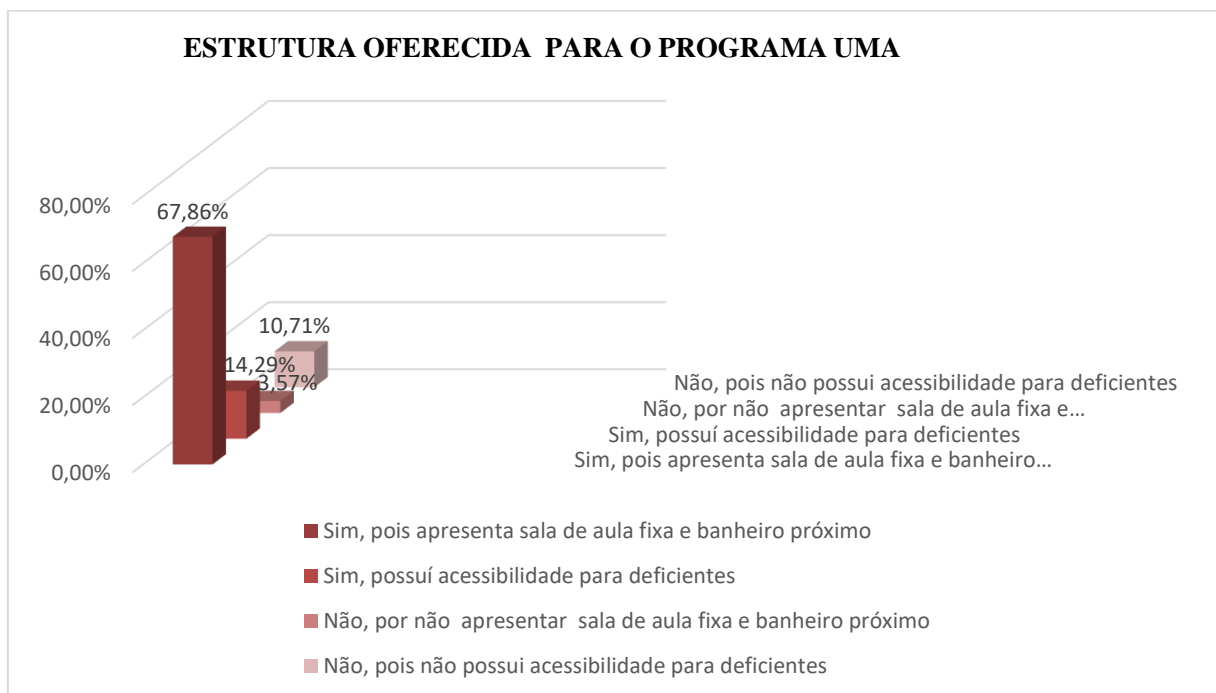 ESTRUTURA OFERECIDA PARA O PROGRAMA UMA
80,00%
60,00%
40,00%
20,00%
0,00%
67,86%
14,29%
3,57%
10,71%
Não, pois não possui acessibilidade para deficientes
Não, por não apresentar sala de aula fixa e...
Sim, possuí acessibilidade para deficientes
Sim, pois apresenta sala de aula fixa e banheiro...
Sim, pois apresenta sala de aula fixa e banheiro próximo
Sim, possuí acessibilidade para deficientes
Não, por não apresentar sala de aula fixa e banheiro próximo
Não, pois não possui acessibilidade para deficientes